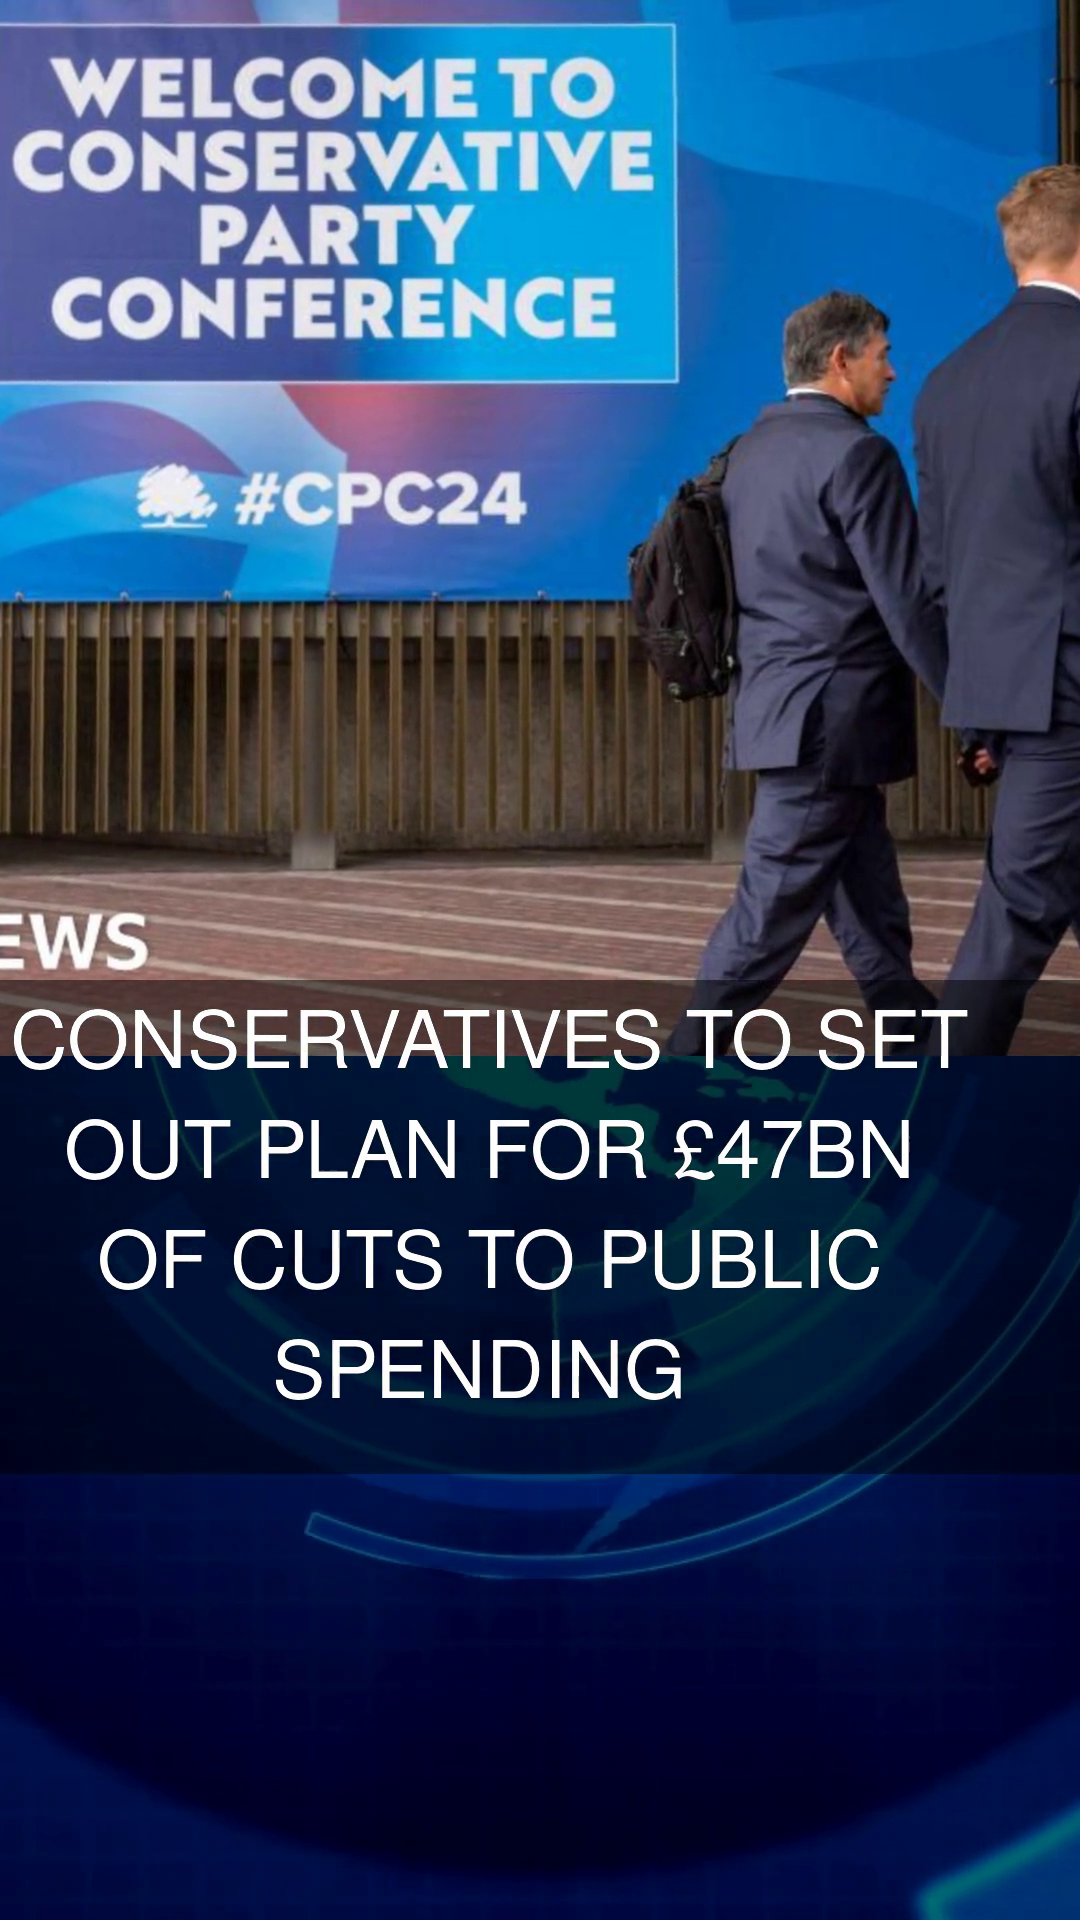 WELCOME TO
CONSERVATIVE
PARTY
CONFERENCE
#CPC24
EWS
CONSERVATIVES TO SET
OUT PLAN FOR £47BN
OF CUTS TO PUBLIC
SPENDING